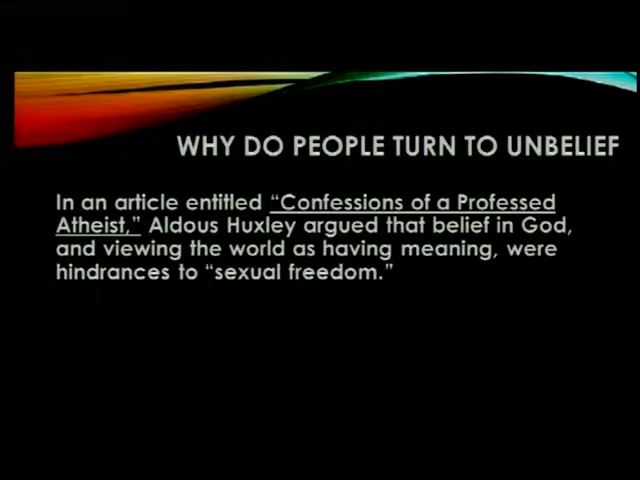 WHY DO PEOPLE TURN TO UNBELIEF
In an article entitled “Confessions of a Professed
Atheist,” Aldous Huxley argued that belief in God,
and viewing the world as having meaning, were
hindrances to “sexual freedom.”